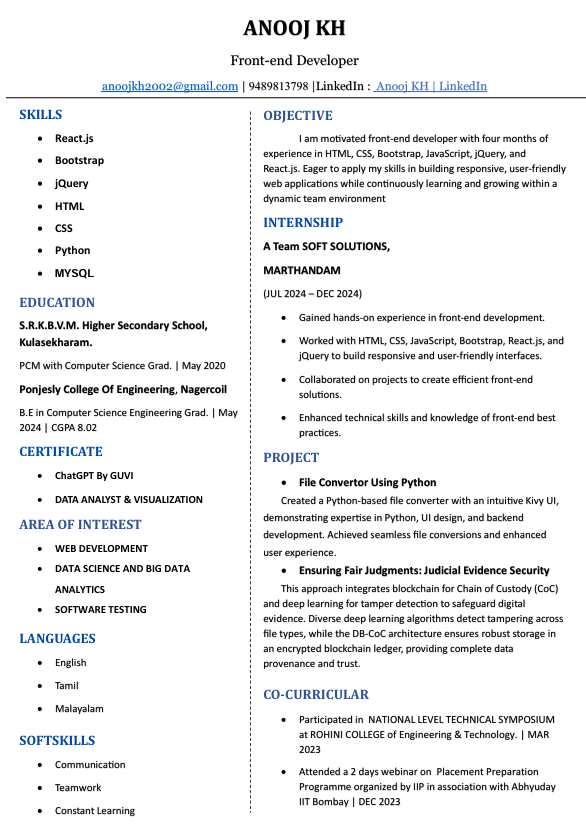 ANOOJ KH
Front-end Developer
anoojkh2002@gmail.com | 9489813798 |LinkedIn : Anooj KH | LinkedIn
SKILLS
• React.js
• Bootstrap
• jQuery
• HTML
• CSS
• Python
• MYSQL
EDUCATION
S.R.K.B.V.M. Higher Secondary School,
Kulasekharam.
PCM with Computer Science Grad. | May 2020
Ponjesly College Of Engineering, Nagercoil
B.E in Computer Science Engineering Grad. | May
2024 | CGPA 8.02
CERTIFICATE
• ChatGPT By GUVI
• DATA ANALYST & VISUALIZATION
AREA OF INTEREST
• WEB DEVELOPMENT
• DATA SCIENCE AND BIG DATA
ANALYTICS
• SOFTWARE TESTING
LANGUAGES
• English
• Tamil
• Malayalam
SOFTSKILLS
• Communication
• Teamwork
• Constant Learning
OBJECTIVE
I am motivated front-end developer with four months of
experience in HTML, CSS, Bootstrap, JavaScript, jQuery, and
React.js. Eager to apply my skills in building responsive, user-friendly
web applications while continuously learning and growing within a
dynamic team environment
INTERNSHIP
A Team SOFT SOLUTIONS,
MARTHANDAM
(JUL 2024 – DEC 2024)
• Gained hands-on experience in front-end development.
• Worked with HTML, CSS, JavaScript, Bootstrap, React.js, and
jQuery to build responsive and user-friendly interfaces.
• Collaborated on projects to create efficient front-end
solutions.
• Enhanced technical skills and knowledge of front-end best
practices.
PROJECT
• File Convertor Using Python
Created a Python-based file converter with an intuitive Kivy UI,
demonstrating expertise in Python, UI design, and backend
development. Achieved seamless file conversions and enhanced
user experience.
• Ensuring Fair Judgments: Judicial Evidence Security
This approach integrates blockchain for Chain of Custody (CoC)
and deep learning for tamper detection to safeguard digital
evidence. Diverse deep learning algorithms detect tampering across
file types, while the DB-CoC architecture ensures robust storage in
an encrypted blockchain ledger, providing complete data
provenance and trust.
CO-CURRICULAR
• Participated in NATIONAL LEVEL TECHNICAL SYMPOSIUM
at ROHINI COLLEGE of Engineering & Technology. | MAR
2023
• Attended a 2 days webinar on Placement Preparation
Programme organized by IIP in association with Abhyuday
IIT Bombay | DEC 2023